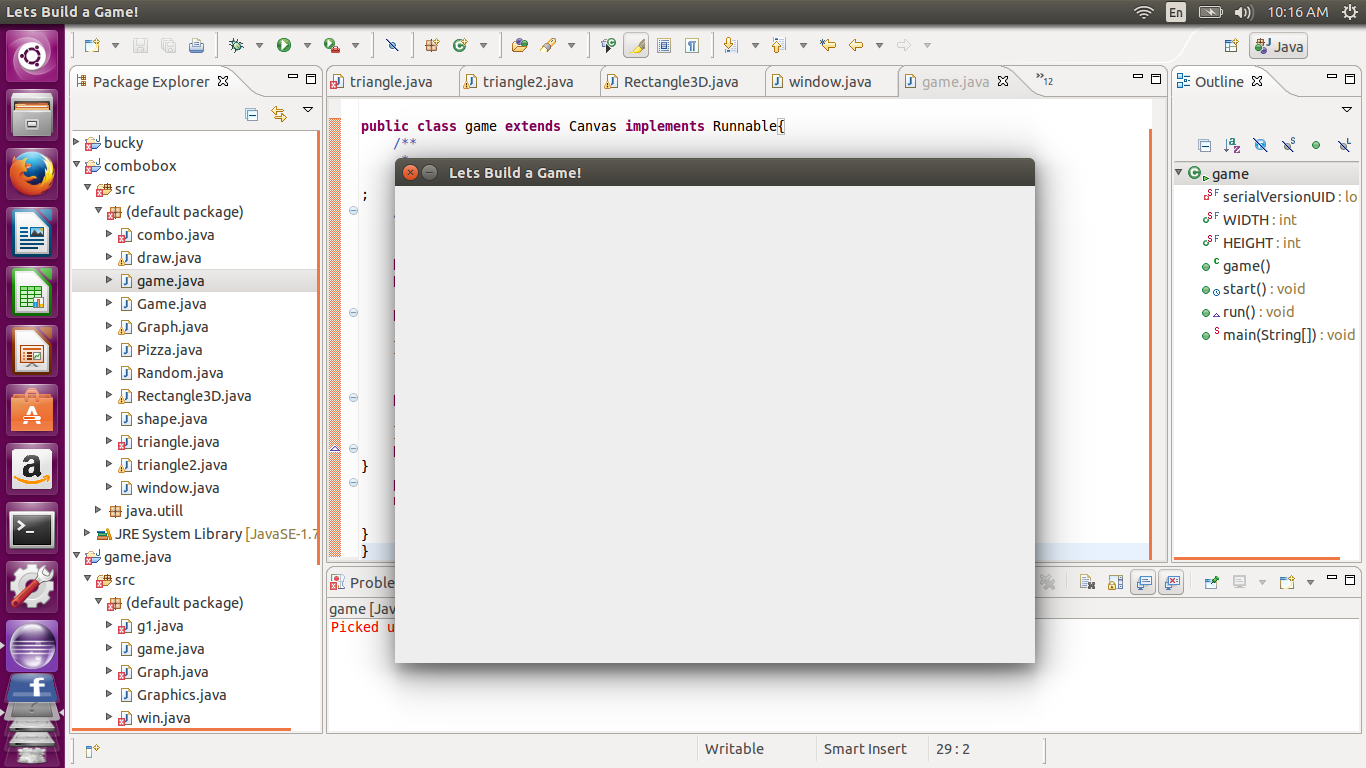 Lets Build a Game!
En
10:16 AM
Java
Package Explorer
triangle.java
triangle2.java
Rectangle3D.java
window.java
game.java
»12
Outline
bucky
combobox
src
(default package)
combo.java
draw.java
game.java
Game.java
Graph.java
Pizza.java
Random.java
Rectangle3D.java
shape.java
triangle.java
triangle2.java
window.java
java.utill
JRE System Library [JavaSE-1.7
game.java
src
(default package)
g1.java
game.java
Graph.java
Graphics.java
win.java
public class game extends Canvas implements Runnable{
/**
*
;
}
}
}
Lets Build a Game!
game
serialVersionUID : lo
WIDTH : int
HEIGHT : int
game()
start() : void
run() : void
main(String[]) : void
Proble
game [Jav
Picked u
Writable
Smart Insert
29 : 2